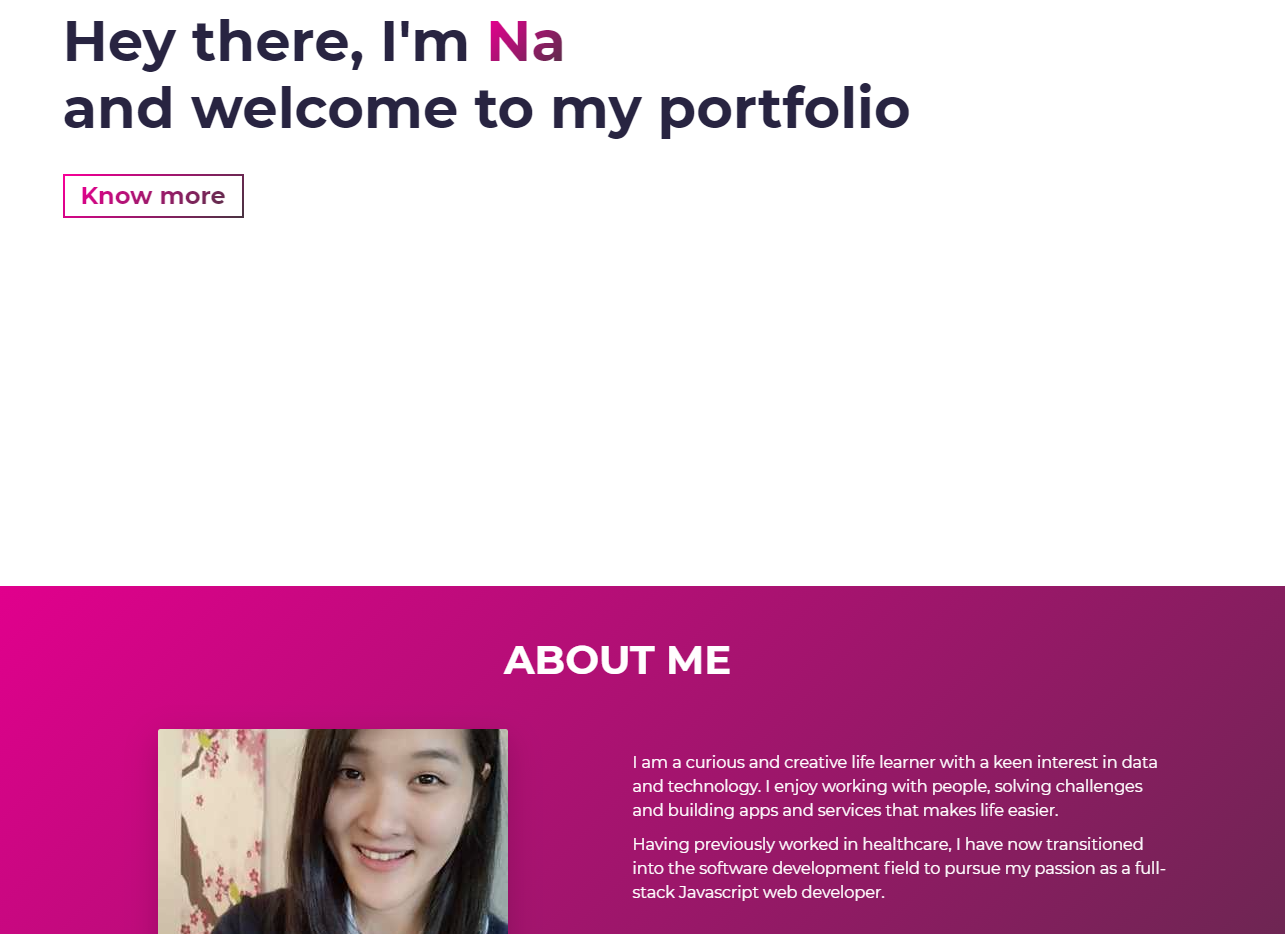 Hey there, I'm Na
and welcome to my portfolio
Know more
ABOUT ME
I am a curious and creative life learner with a keen interest in data
and technology. I enjoy working with people, solving challenges
and building apps and services that makes life easier.
Having previously worked in healthcare, I have now transitioned
into the software development field to pursue my passion as a full-
stack Javascript web developer.